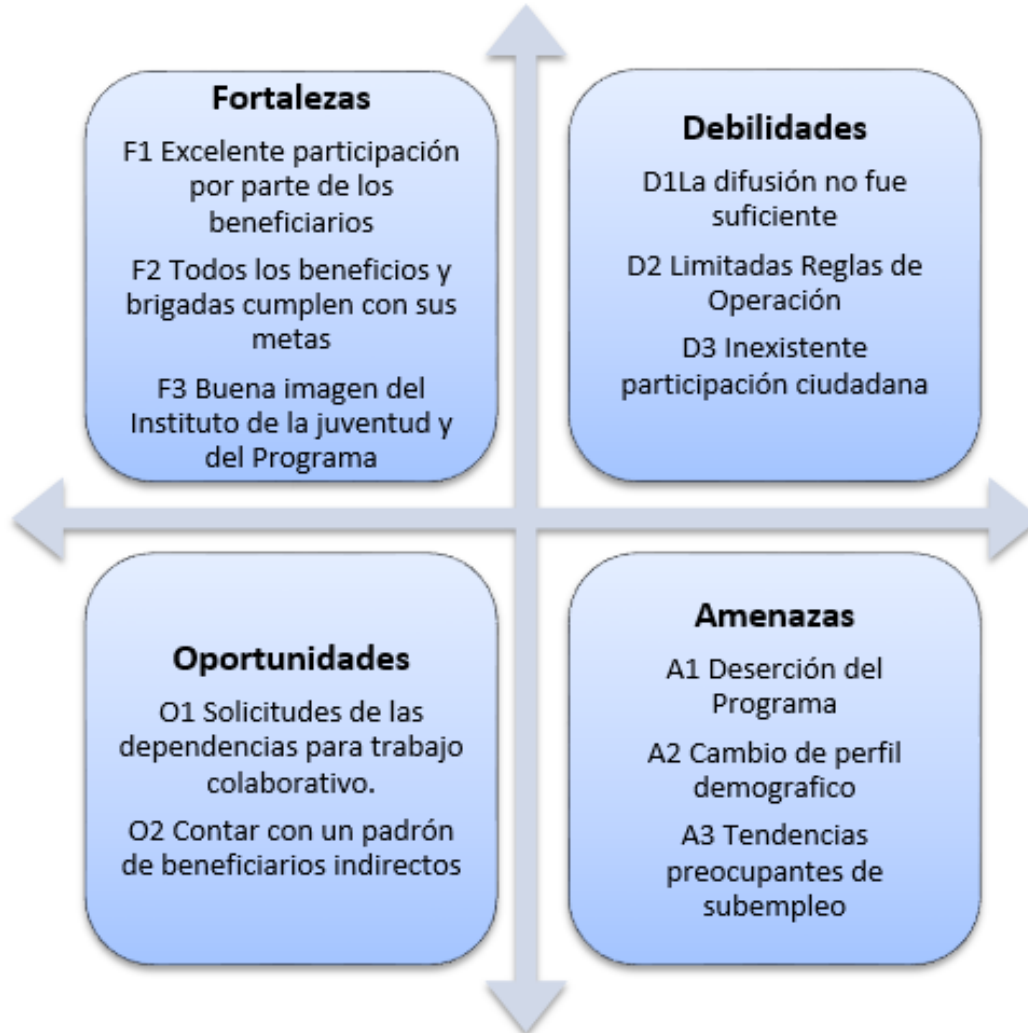 Fortalezas
F1 Excelente participación
por parte de los
beneficiarios
F2 Todos los beneficios y
brigadas cumplen con sus
metas
F3 Buena imagen del
Instituto de la juventud y
del Programa
Debilidades
D1La difusión no fue
suficiente
D2 Limitadas Reglas de
Operación
D3 Inexistente
participación ciudadana
Oportunidades
O1 Solicitudes de las
dependencias para trabajo
colaborativo.
O2 Contar con un padrón
de beneficiarios indirectos
Amenazas
A1 Deserción del
Programa
A2 Cambio de perfil
demografico
A3 Tendencias
preocupantes de
subempleo